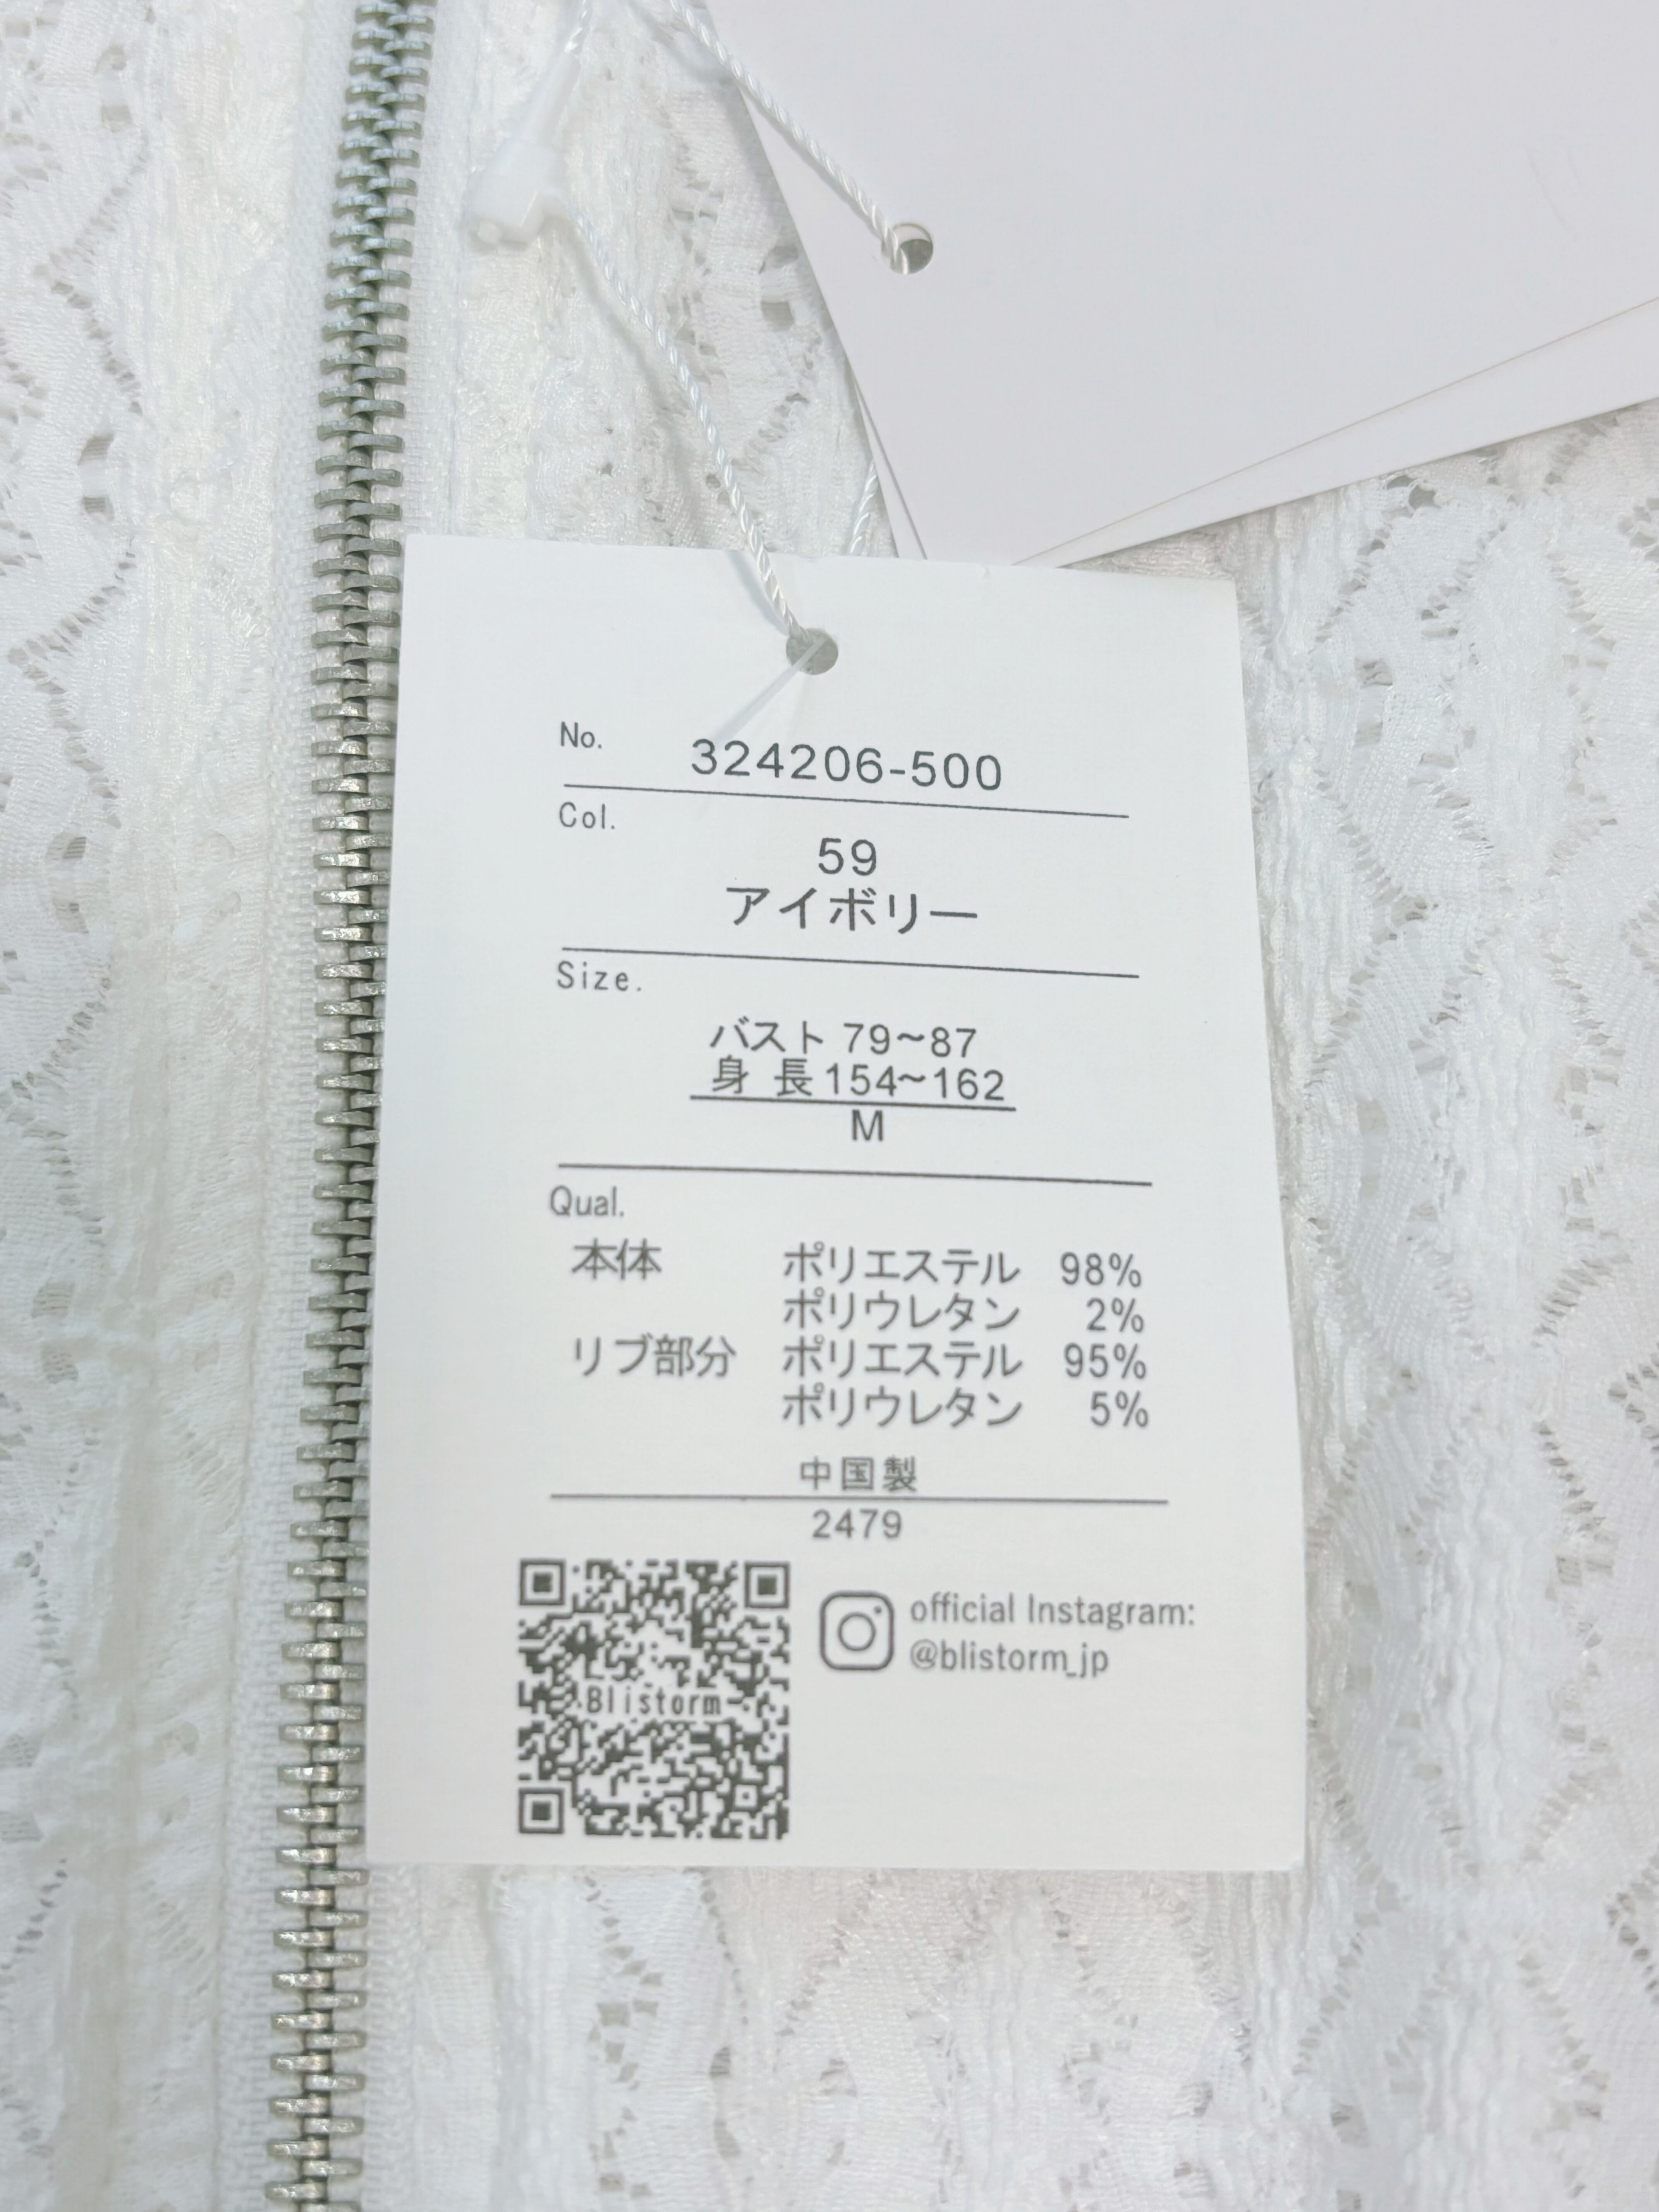 No. 324206-500
Col.
59
アイボリー
Size.
バスト 79~87
身 長 154~162
M
Qual.
本体 ポリエステル 98%
ポリウレタン 2%
リブ部分 ポリエステル 95%
ポリウレタン 5%
中国製
2479
Blistorm
official Instagram:
@blistorm_jp